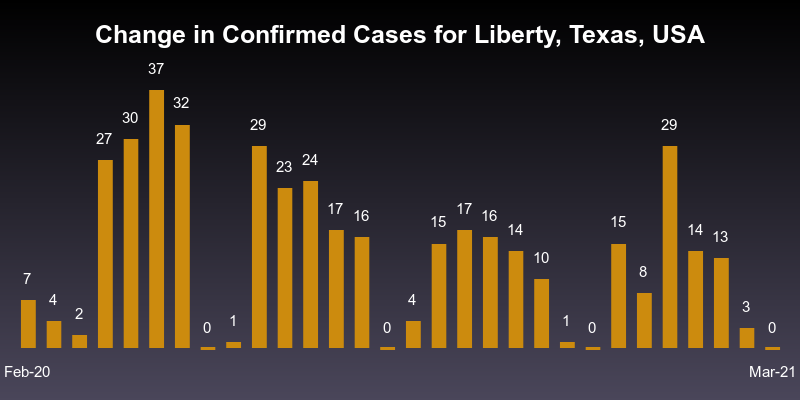 Change in Confirmed Cases for Liberty, Texas, USA
7 4 2 27 30 37 32 0 1 29 23 24 17 16 0 4 15 17 16 14 10 1 0 15 8 29 14 13 3 0
Feb-20 Mar-21